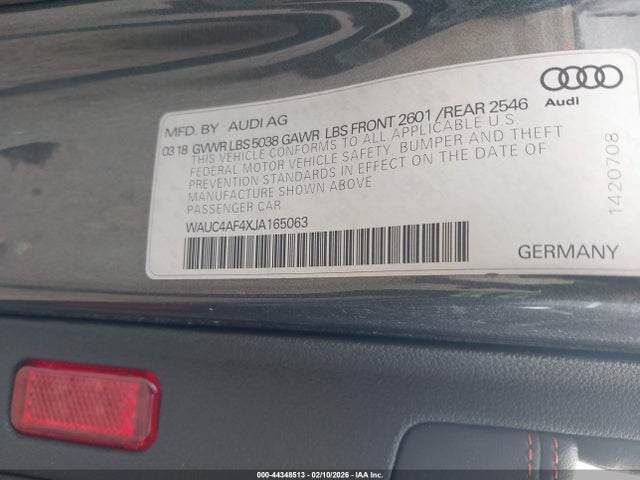 MFD. BY AUDI AG
03 18 GVWR LBS 5038 GAWR LBS FRONT 2601 /REAR 2546
THIS VEHICLE CONFORMS TO ALL APPLICABLE U.S.
FEDERAL MOTOR VEHICLE SAFETY, BUMPER AND THEFT
PREVENTION STANDARDS IN EFFECT ON THE DATE OF
MANUFACTURE SHOWN ABOVE
PASSENGER CAR
WAUC4AF4XJA165063
Audi
1420708
GERMANY
000-44348513 - 02/10/2026 - IAA Inc.